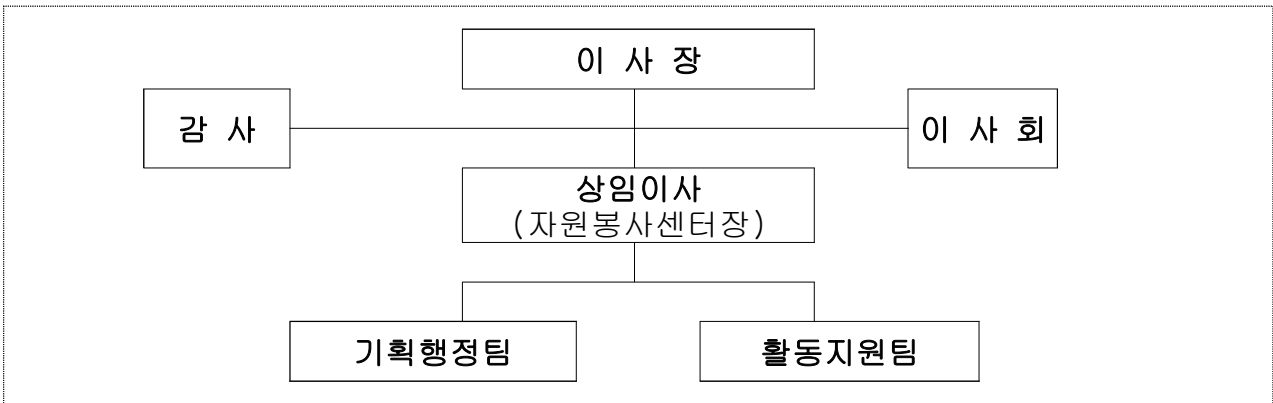 이 사 장
감 사
이 사 회
상임이사
(자원봉사센터장)
기획행정팀
활동지원팀